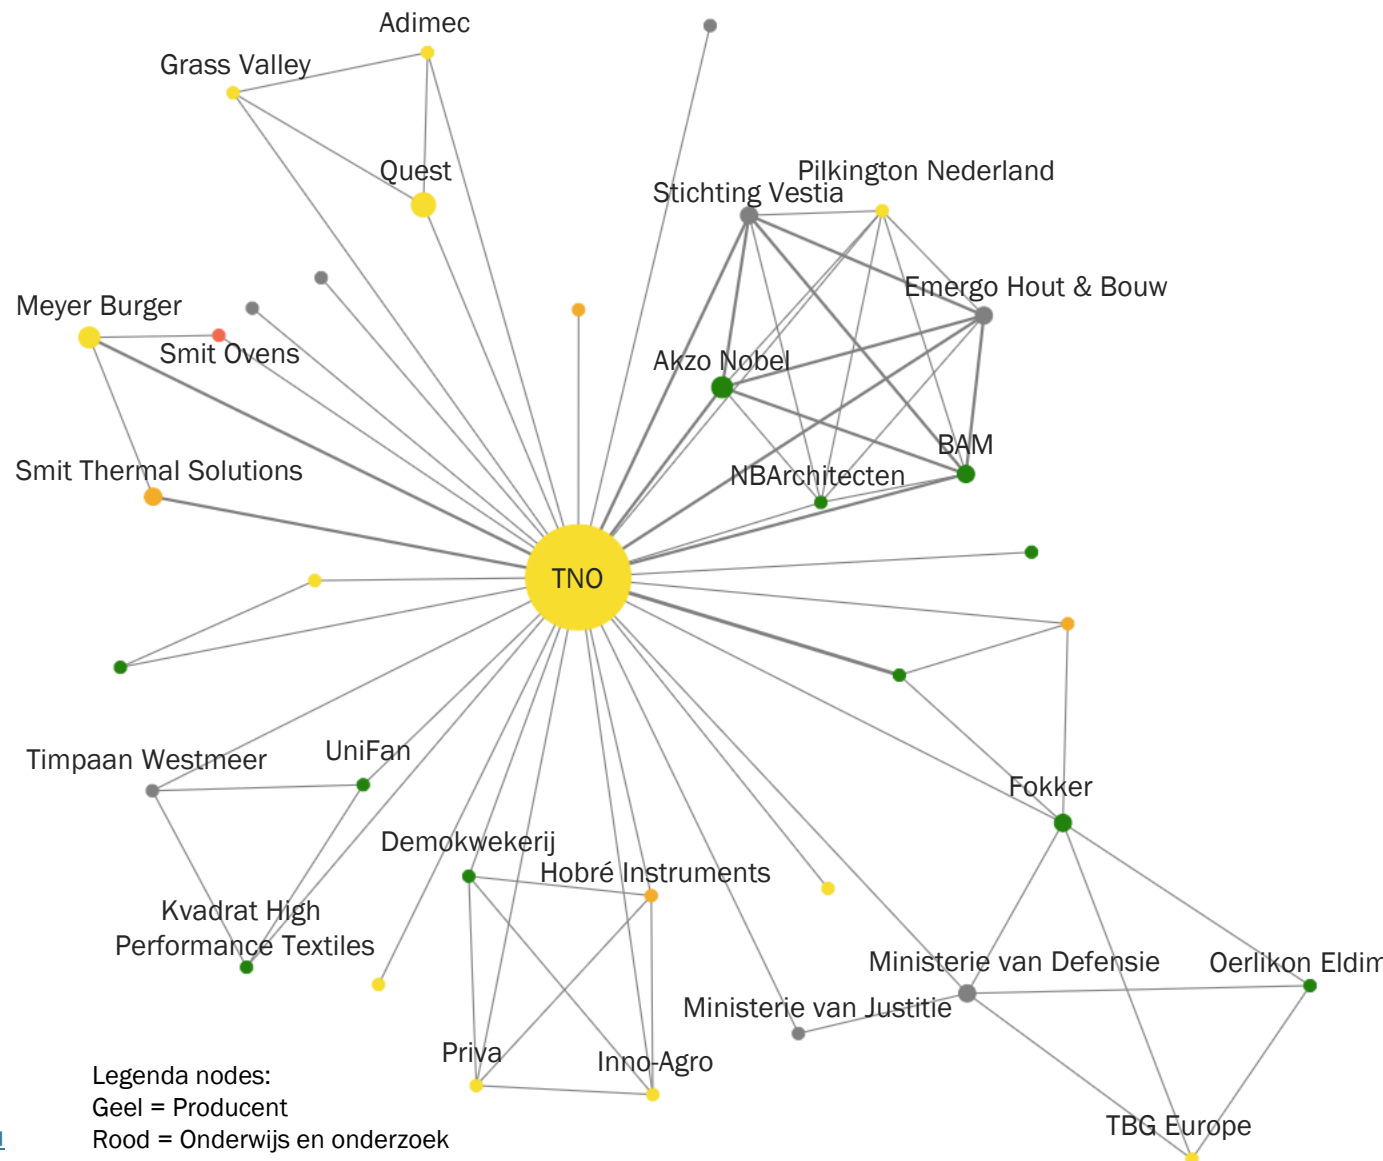 Adimec
Grass Valley
Quest
Pilkington Nederland
Stichting Vestia
Emergo Hout & Bouw
Meyer Burger
Smit Ovens
Akzo Nobel
BAM
Smit Thermal Solutions
NBArchitecten
TNO
Timpaan Westmeer
UniFan
Fokker
Demokwekerij
Hobré Instruments
Kvadrat High
Performance Textiles
Ministerie van Defensie
Oerlikon Eldim
Ministerie van Justitie
Priva
Inno-Agro
Legenda nodes:
Geel = Producent
TBG Europe
Rood = Onderwijs en onderzoek